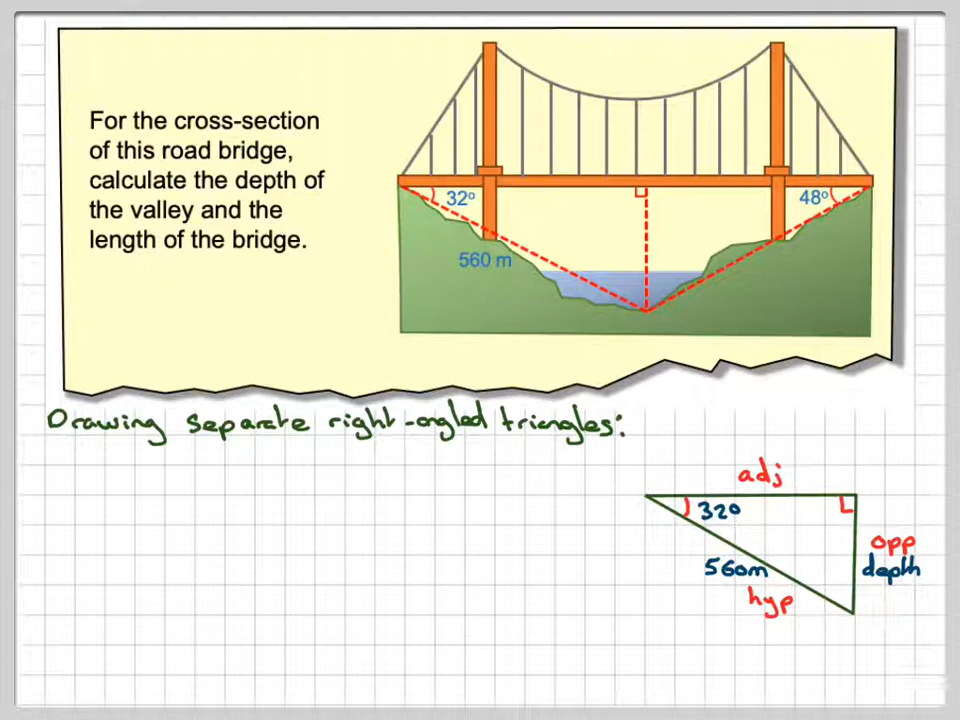 For the cross-section
of this road bridge,
calculate the depth of
the valley and the
length of the bridge.
32°
48°
560 m
Drawing separate right-angled triangles:
adj
32°
opp
560m
depth
hyp